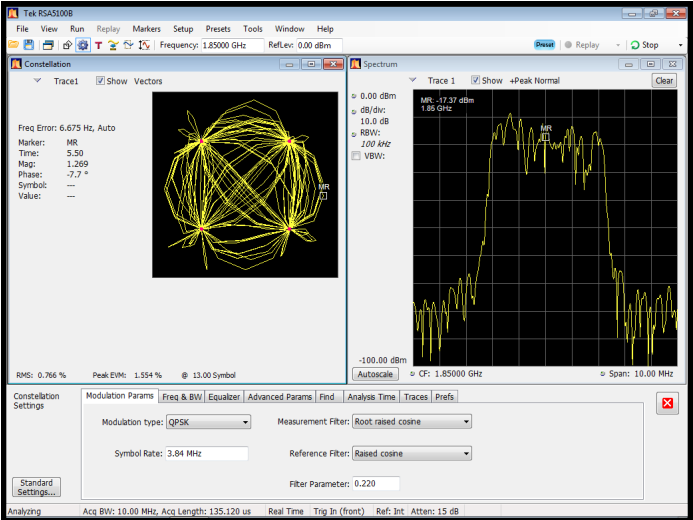 Tek RSA5100B
File View Run Replay Markers Setup Presets Tools Window Help
T Frequency: 1.85000 GHz RefLev: 0.00 dBm Preset Replay Stop
Constellation
Trace1 Show Vectors
Freq Error: 6.675 Hz, Auto
Marker: MR
Time: 5.50
Mag: 1.269
Phase: -7.7 °
Symbol: ---
Value: ---
MR
RMS: 0.766 % Peak EVM: 1.554 % @ 13.00 Symbol
Spectrum
Trace 1 Show +Peak Normal Clear
0.00 dBm
dB/div:
10.0 dB
RBW:
100 kHz
VBW:
MR: -17.37 dBm
1.85 GHz
MR
-100.00 dBm
Autoscale CF: 1.85000 GHz Span: 10.00 MHz
Constellation
Settings
Modulation Params Freq & BW Equalizer Advanced Params Find Analysis Time Traces Prefs
Modulation type: QPSK Measurement Filter: Root raised cosine
Symbol Rate: 3.84 MHz Reference Filter: Raised cosine
Filter Parameter: 0.220
Standard
Settings...
Analyzing Acq BW: 10.00 MHz, Acq Length: 135.120 us Real Time Trig In (front) Ref: Int Atten: 15 dB